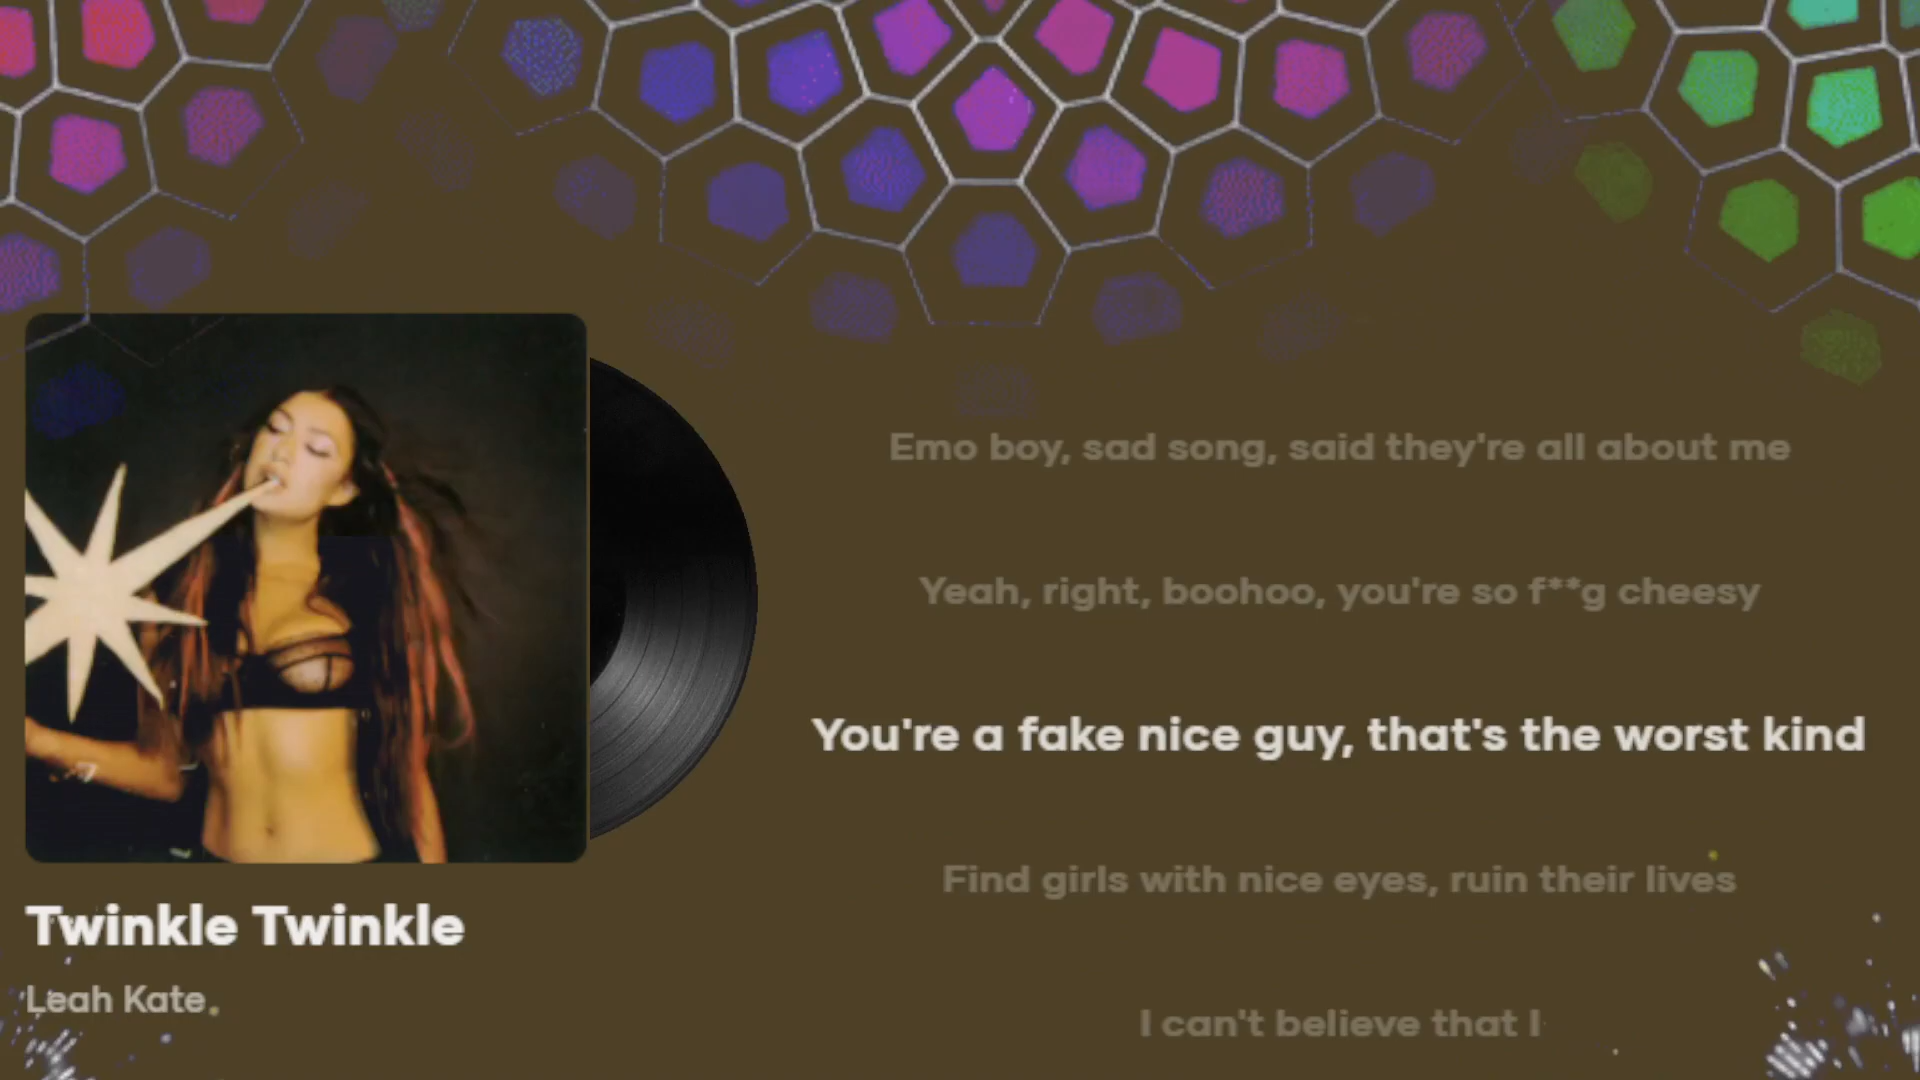 Emo boy, sad song, said they're all about me
Yeah, right, boohoo, you're so f**g cheesy
You're a fake nice guy, that's the worst kind
Find girls with nice eyes, ruin their lives
I can't believe that I
Twinkle Twinkle
Leah Kate